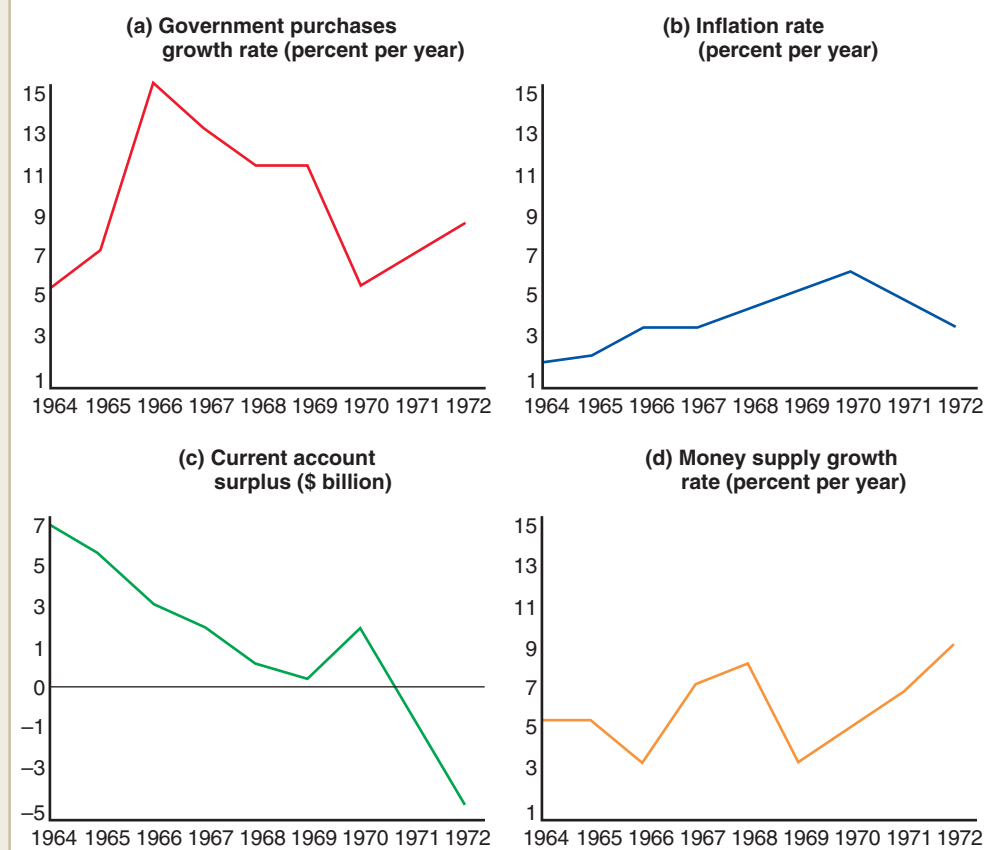 (a) Government purchases
growth rate (percent per year)
15
13
11
9
7
5
3
1
1964 1965 1966 1967 1968 1969 1970 1971 1972
(b) Inflation rate
(percent per year)
15
13
11
9
7
5
3
1
1964 1965 1966 1967 1968 1969 1970 1971 1972
(c) Current account
surplus ($ billion)
7
5
3
1
0
–1
–3
–5
1964 1965 1966 1967 1968 1969 1970 1971 1972
(d) Money supply growth
rate (percent per year)
15
13
11
9
7
5
3
1
1964 1965 1966 1967 1968 1969 1970 1971 1972